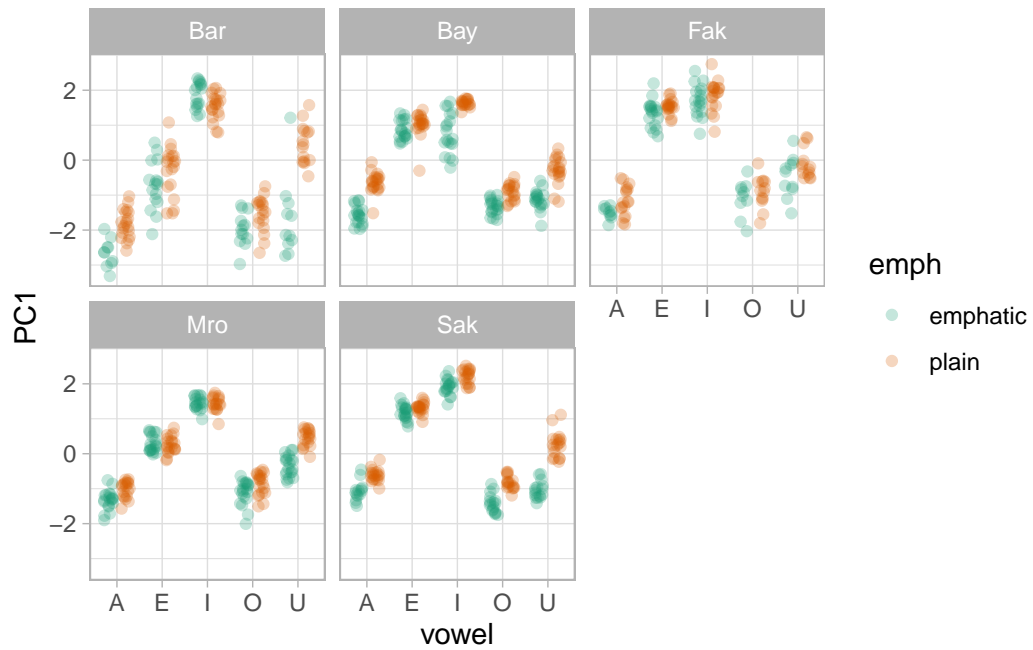 Bar Bay Fak
2
0
−2
A E I O U
Mro Sak
2
0
−2
A E I O U A E I O U
vowel
PC1
emph
emphatic
plain